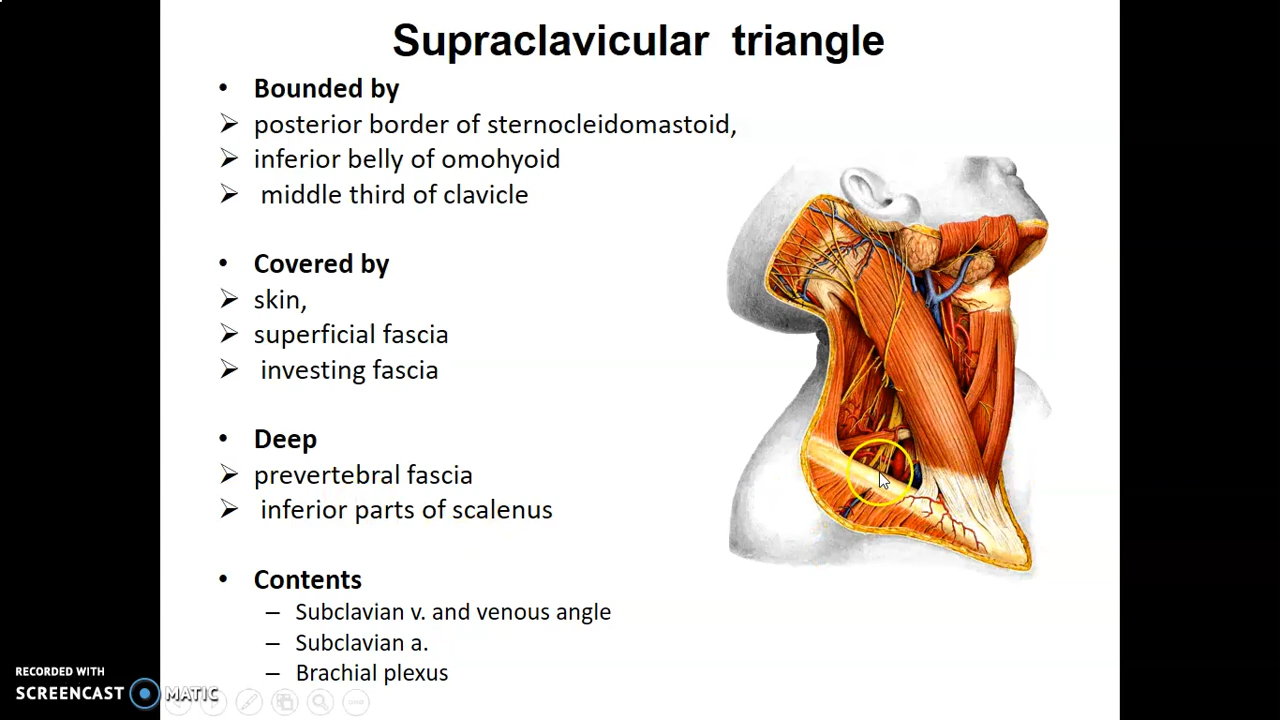 Supraclavicular triangle
• Bounded by
➢ posterior border of sternocleidomastoid,
➢ inferior belly of omohyoid
➢ middle third of clavicle
• Covered by
➢ skin,
➢ superficial fascia
➢ investing fascia
• Deep
➢ prevertebral fascia
➢ inferior parts of scalenus
• Contents
– Subclavian v. and venous angle
– Subclavian a.
– Brachial plexus
RECORDED WITH
SCREENCAST MATIC